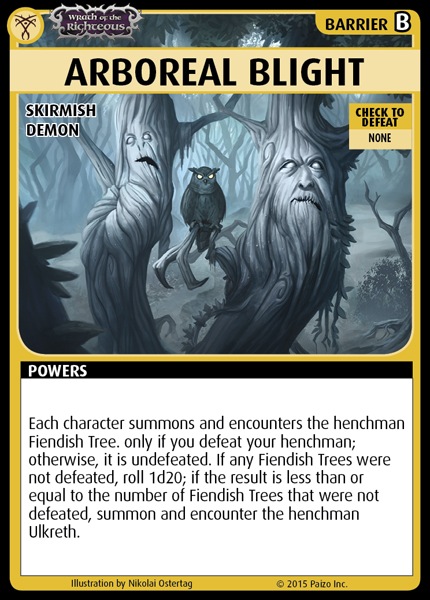 Wrath of the
Righteous
BARRIER B
ARBOREAL BLIGHT
SKIRMISH
DEMON
CHECK TO
DEFEAT
NONE
POWERS
Each character summons and encounters the henchman
Fiendish Tree. only if you defeat your henchman;
otherwise, it is undefeated. If any Fiendish Trees were
not defeated, roll 1d20; if the result is less than or
equal to the number of Fiendish Trees that were not
defeated, summon and encounter the henchman
Ulkreth.
Illustration by Nikolai Ostertag
© 2015 Paizo Inc.